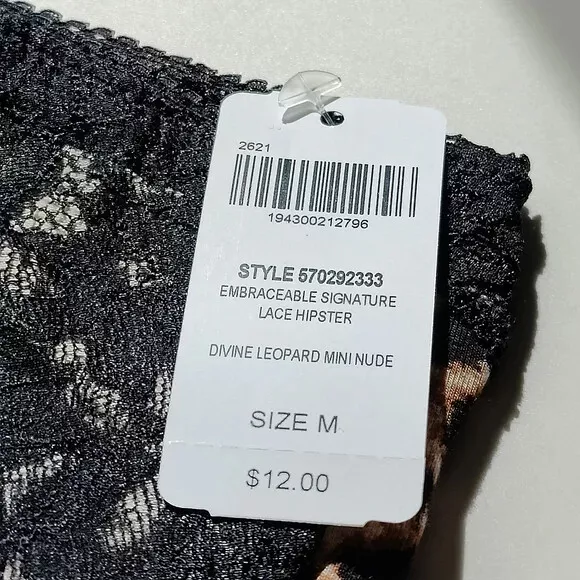 2621
194300212796
STYLE 570292333
EMBRACEABLE SIGNATURE
LACE HIPSTER
DIVINE LEOPARD MINI NUDE
SIZE M
$12.00